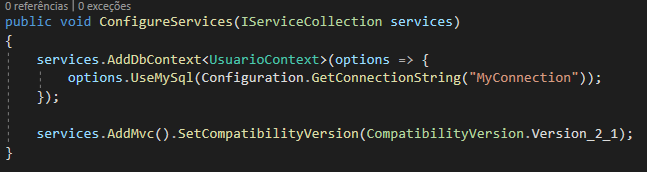 0 referências | 0 exceções
public void ConfigureServices(IServiceCollection services)
{
    services.AddDbContext<UsuarioContext>(options => {
        options.UseMySql(Configuration.GetConnectionString("MyConnection"));
    });

    services.AddMvc().SetCompatibilityVersion(CompatibilityVersion.Version_2_1);
}